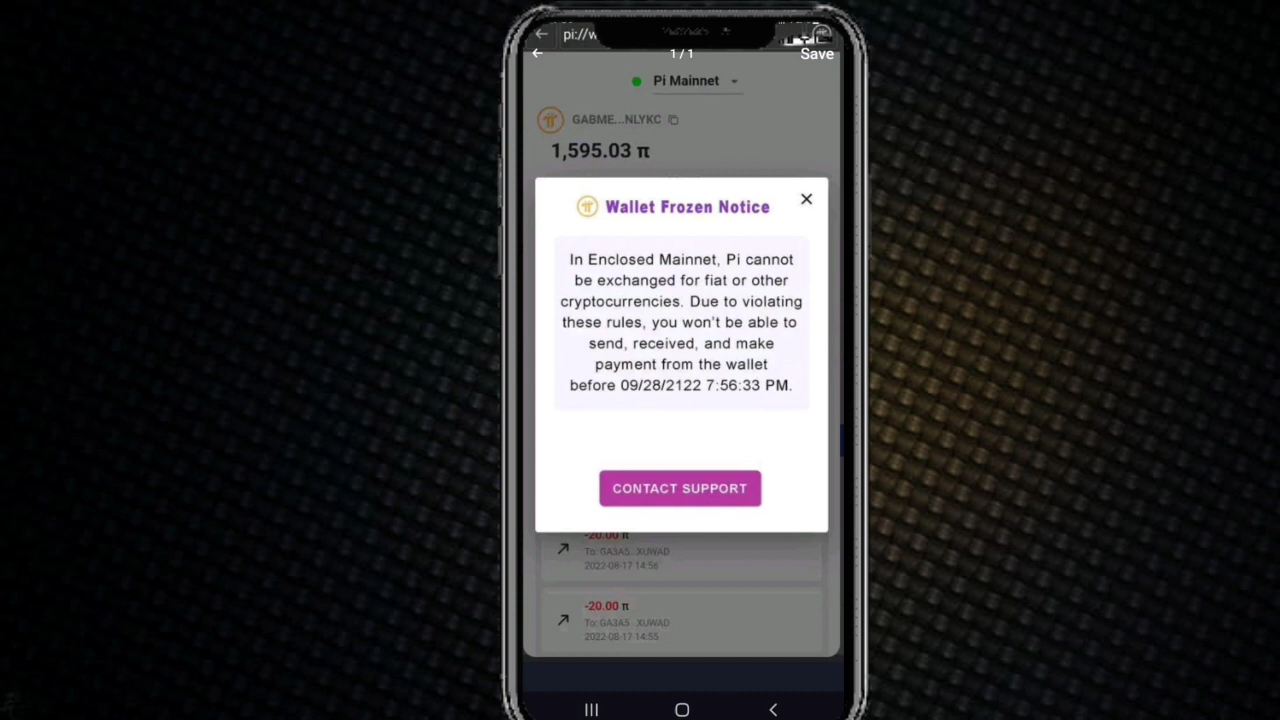 pi://w
1/1
Save
Pi Mainnet
GABME...NLYKC
1,595.03 π
Wallet Frozen Notice
In Enclosed Mainnet, Pi cannot
be exchanged for fiat or other
cryptocurrencies. Due to violating
these rules, you won't be able to
send, received, and make
payment from the wallet
before 09/28/2122 7:56:33 PM.
CONTACT SUPPORT
-20.00 π
To: GA3A5...XUWAD
2022-08-17 14:56
-20.00 π
To: GA3A5...XUWAD
2022-08-17 14:55